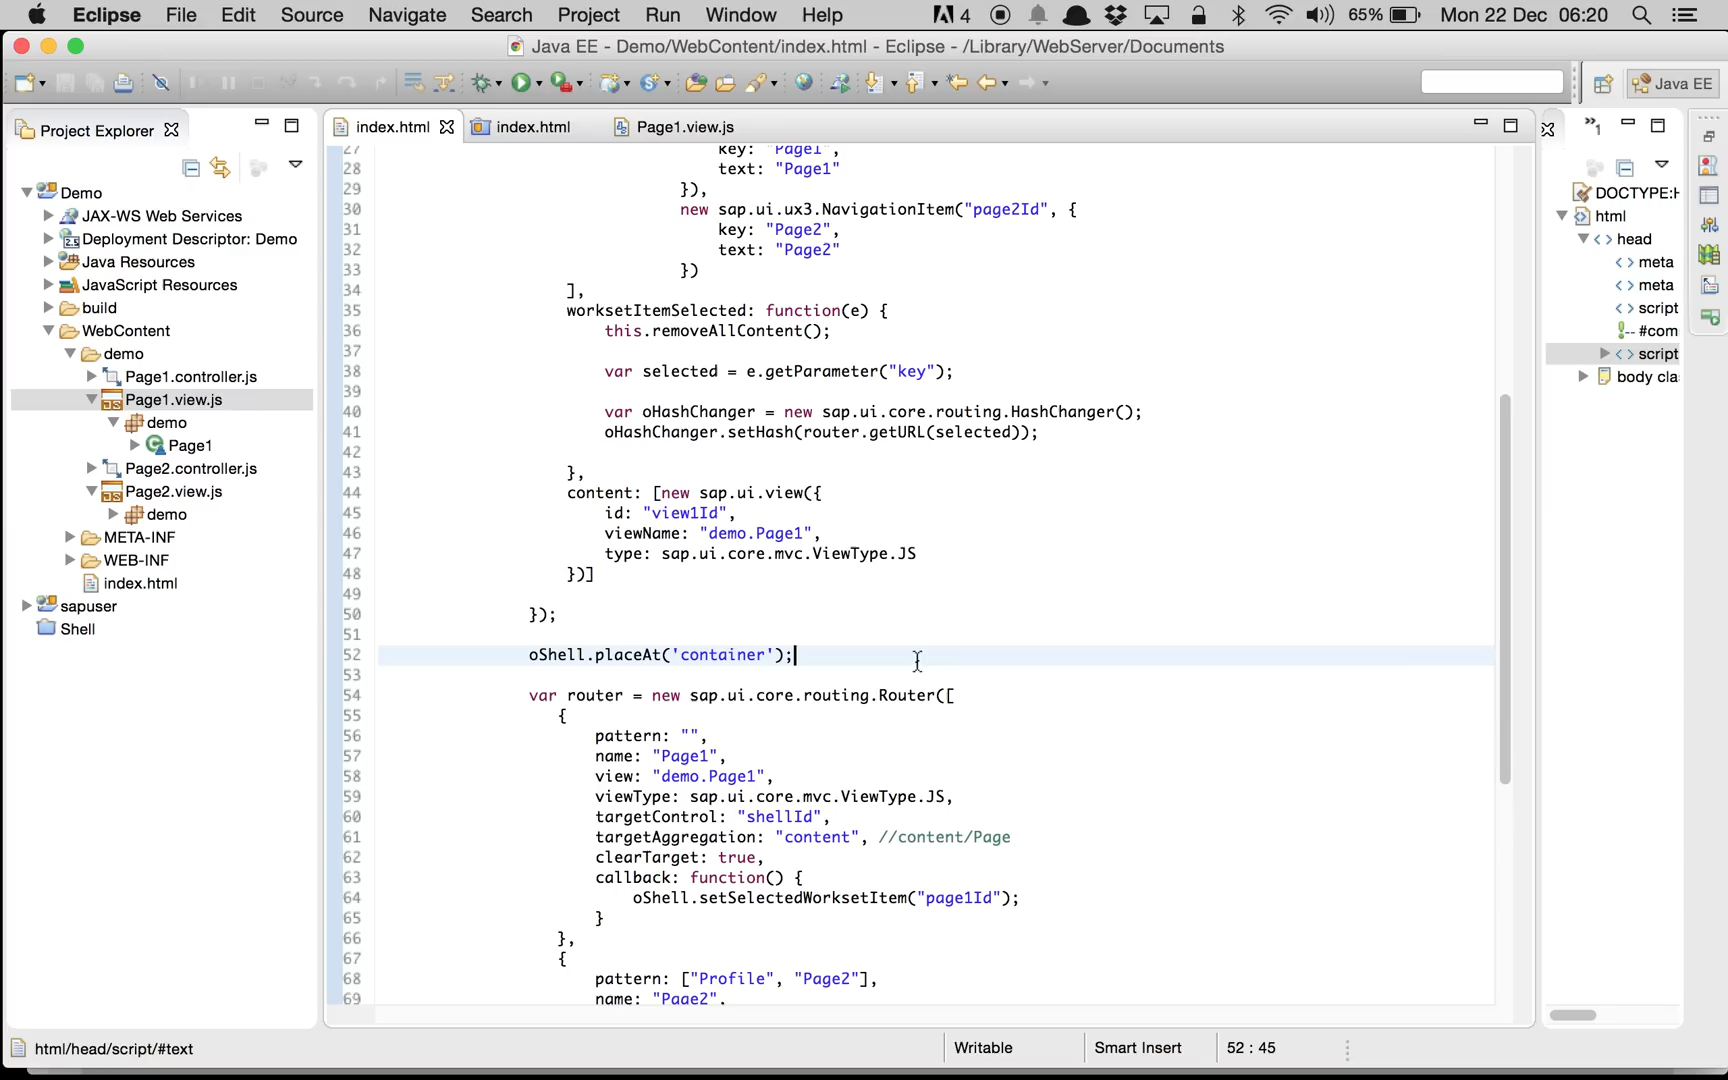 Eclipse File Edit Source Navigate Search Project Run Window Help 4 65% Mon 22 Dec 06:20
Java EE - Demo/WebContent/index.html - Eclipse - /Library/WebServer/Documents
Java EE
Project Explorer
index.html
index.html
Page1.view.js
»1
Demo
JAX-WS Web Services
Deployment Descriptor: Demo
Java Resources
JavaScript Resources
build
WebContent
demo
Page1.controller.js
Page1.view.js
demo
Page1
Page2.controller.js
Page2.view.js
demo
META-INF
WEB-INF
index.html
sapuser
Shell
27 key: "Page1",
28 text: "Page1"
29 }),
30 new sap.ui.ux3.NavigationItem("page2Id", {
31 key: "Page2",
32 text: "Page2"
33 })
34 ],
35 worksetItemSelected: function(e) {
36 this.removeAllContent();
37
38 var selected = e.getParameter("key");
39
40 var oHashChanger = new sap.ui.core.routing.HashChanger();
41 oHashChanger.setHash(router.getURL(selected));
42
43 },
44 content: [new sap.ui.view({
45 id: "view1Id",
46 viewName: "demo.Page1",
47 type: sap.ui.core.mvc.ViewType.JS
48 })]
49
50 });
51
52 oShell.placeAt('container');
53
54 var router = new sap.ui.core.routing.Router([
55 {
56 pattern: "",
57 name: "Page1",
58 view: "demo.Page1",
59 viewType: sap.ui.core.mvc.ViewType.JS,
60 targetControl: "shellId",
61 targetAggregation: "content", //content/Page
62 clearTarget: true,
63 callback: function() {
64 oShell.setSelectedWorksetItem("page1Id");
65 }
66 },
67 {
68 pattern: ["Profile", "Page2"],
69 name: "Page2",
DOCTYPE:H
html
head
meta
meta
script
#com
script
body cla
html/head/script/#text
Writable
Smart Insert
52 : 45